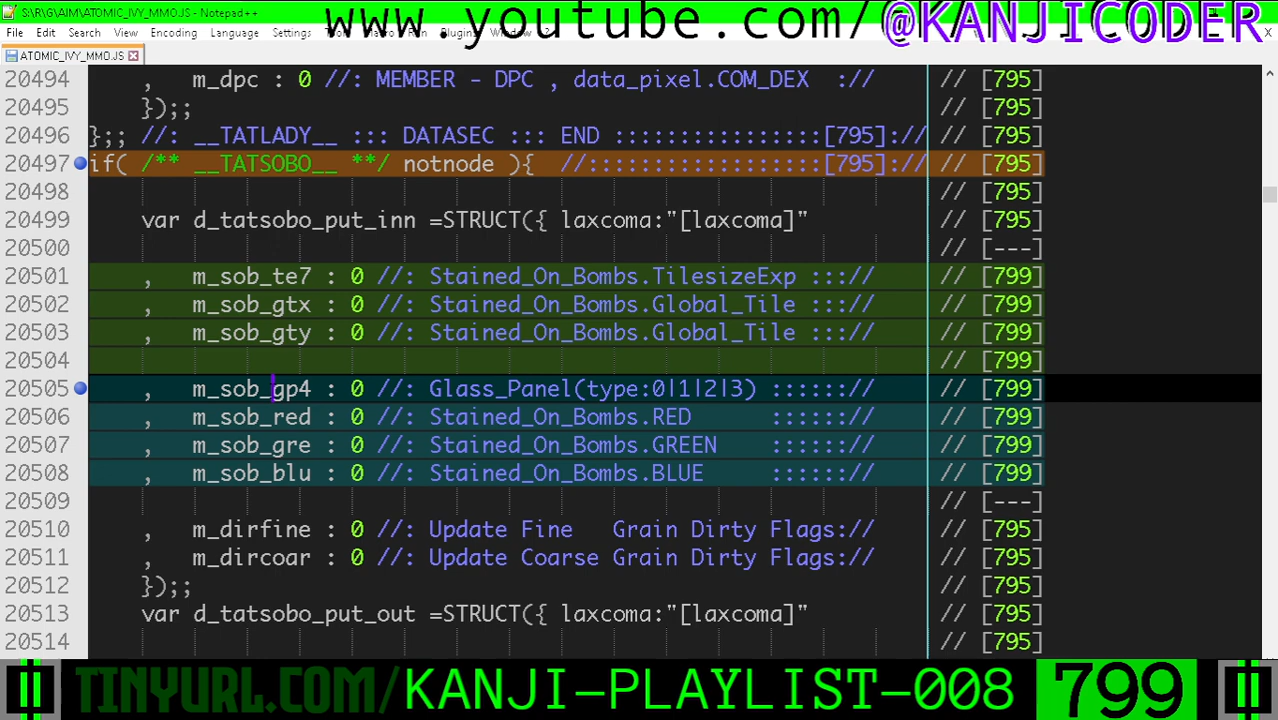 S:\R\G\AIM\ATOMIC_IVY_MMO.JS - Notepad++
www.youtube.com/@KANJICODER
File Edit Search View Encoding Language Settings Macro Run Plugins
ATOMIC_IVY_MMO.JS
20494 , m_dpc : 0 //: MEMBER - DPC , data_pixel.COM_DEX :// // [795]
20495 });; // [795]
20496 };; //: __TATLADY__ ::: DATASEC ::: END ::::::::::::::::[795]:// // [795]
20497 if( /** __TATSOBO__ **/ notnode ){ //::::::::::::::::::[795]:// // [795]
20498 // [795]
20499 var d_tatsobo_put_inn =STRUCT({ laxcoma:"[laxcoma]" // [795]
20500 // [---]
20501 , m_sob_te7 : 0 //: Stained_On_Bombs.TilesizeExp ::::// // [799]
20502 , m_sob_gtx : 0 //: Stained_On_Bombs.Global_Tile ::::// // [799]
20503 , m_sob_gty : 0 //: Stained_On_Bombs.Global_Tile ::::// // [799]
20504 // [799]
20505 , m_sob_gp4 : 0 //: Glass_Panel(type:0|1|2|3) :::::::// // [799]
20506 , m_sob_red : 0 //: Stained_On_Bombs.RED :::::::// // [799]
20507 , m_sob_gre : 0 //: Stained_On_Bombs.GREEN :::::::// // [799]
20508 , m_sob_blu : 0 //: Stained_On_Bombs.BLUE :::::::// // [799]
20509 // [---]
20510 , m_dirfine : 0 //: Update Fine Grain Dirty Flags:// // [795]
20511 , m_dircoar : 0 //: Update Coarse Grain Dirty Flags:// // [795]
20512 });; // [795]
20513 var d_tatsobo_put_out =STRUCT({ laxcoma:"[laxcoma]" // [795]
20514 // [795]
TINYURL.COM/KANJI-PLAYLIST-008 799